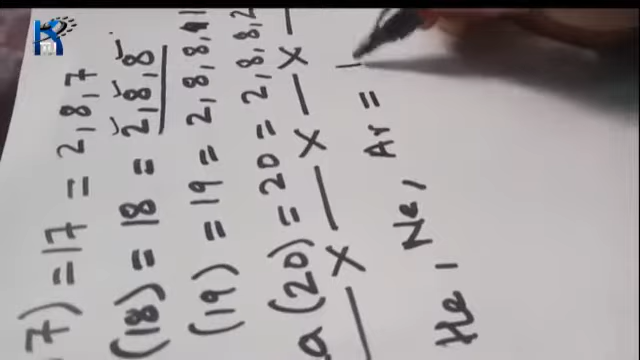 7) = 17 = 2,8,7
(18) = 18 = 2,8,8
(19) = 19 = 2,8,8,1
a (20) = 20 = 2,8,8,2
— x — x — x —
He, Ne, Ar =